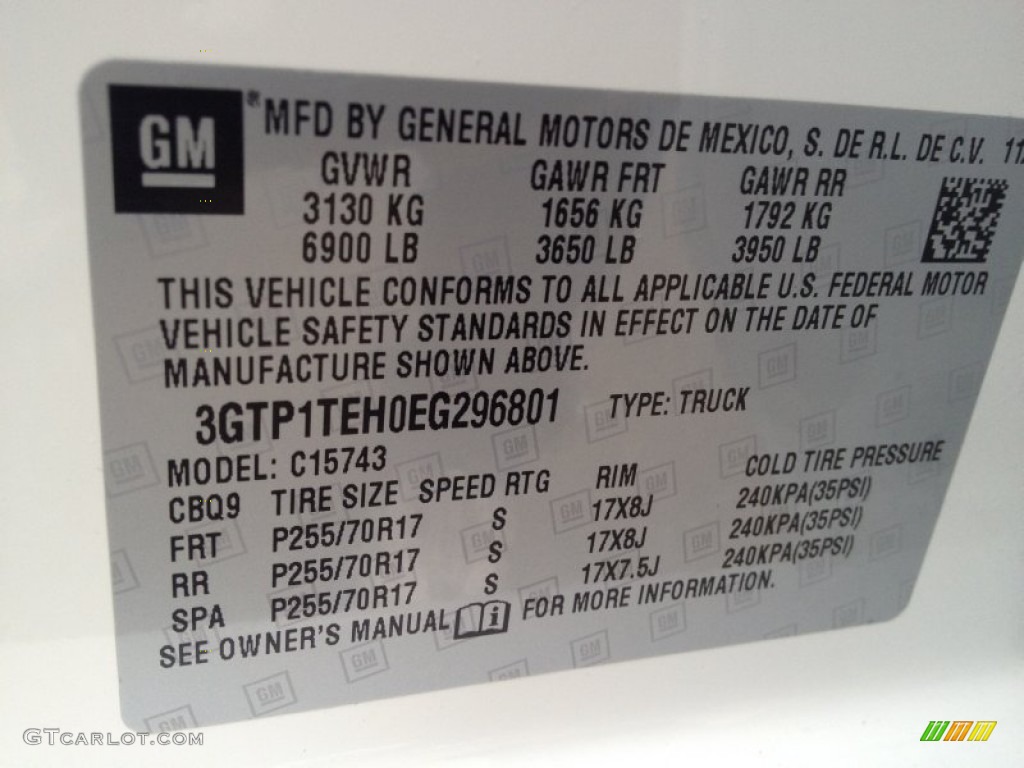 GM
® MFD BY GENERAL MOTORS DE MEXICO, S. DE R.L. DE C.V.
GVWR GAWR FRT GAWR RR
3130 KG 1656 KG 1792 KG
6900 LB 3650 LB 3950 LB
THIS VEHICLE CONFORMS TO ALL APPLICABLE U.S. FEDERAL MOTOR
VEHICLE SAFETY STANDARDS IN EFFECT ON THE DATE OF
MANUFACTURE SHOWN ABOVE.
3GTP1TEH0EG296801 TYPE: TRUCK
MODEL: C15743
CBQ9 TIRE SIZE SPEED RTG RIM COLD TIRE PRESSURE
FRT P255/70R17 S 17X8J 240KPA(35PSI)
RR P255/70R17 S 17X8J 240KPA(35PSI)
SPA P255/70R17 S 17X7.5J 240KPA(35PSI)
SEE OWNER'S MANUAL FOR MORE INFORMATION.
GTCARLOT.COM